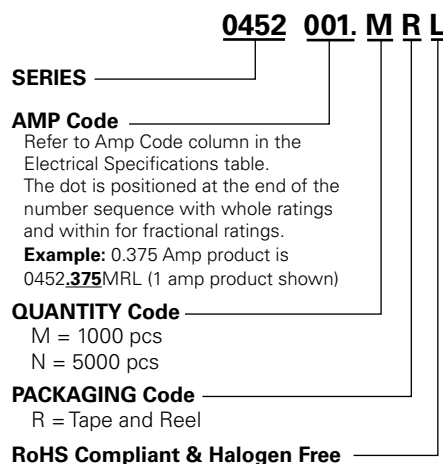 0452 001. M R L
SERIES
AMP Code
Refer to Amp Code column in the
Electrical Specifications table.
The dot is positioned at the end of the
number sequence with whole ratings
and within for fractional ratings.
Example: 0.375 Amp product is
0452.375MRL (1 amp product shown)
QUANTITY Code
M = 1000 pcs
N = 5000 pcs
PACKAGING Code
R = Tape and Reel
RoHS Compliant & Halogen Free